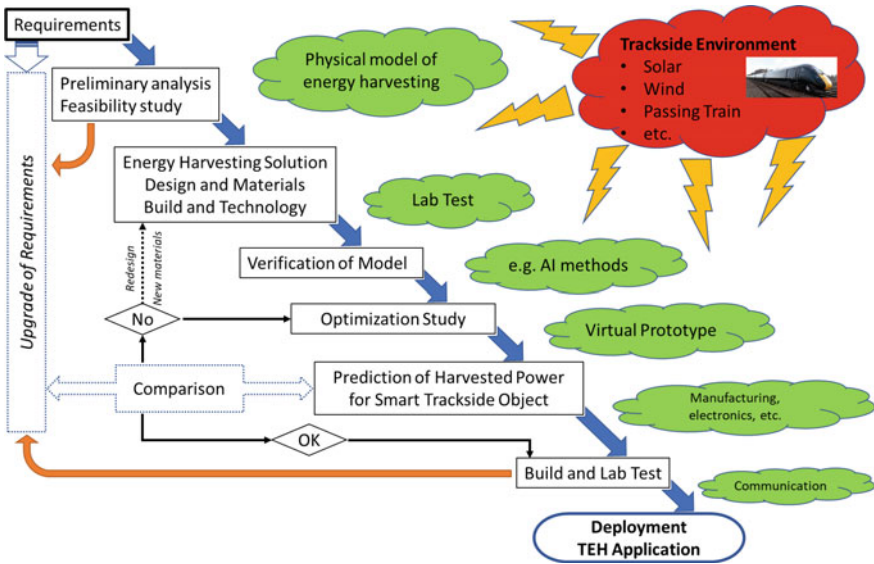 Requirements
Preliminary analysis
Feasibility study
Energy Harvesting Solution
Design and Materials
Build and Technology
Verification of Model
Optimization Study
Prediction of Harvested Power
for Smart Trackside Object
Build and Lab Test
Deployment
TEH Application
Upgrade of Requirements
Redesign
New materials
No
Comparison
OK
Physical model of
energy harvesting
Lab Test
e.g. AI methods
Virtual Prototype
Manufacturing,
electronics, etc.
Communication
Trackside Environment
• Solar
• Wind
• Passing Train
• etc.